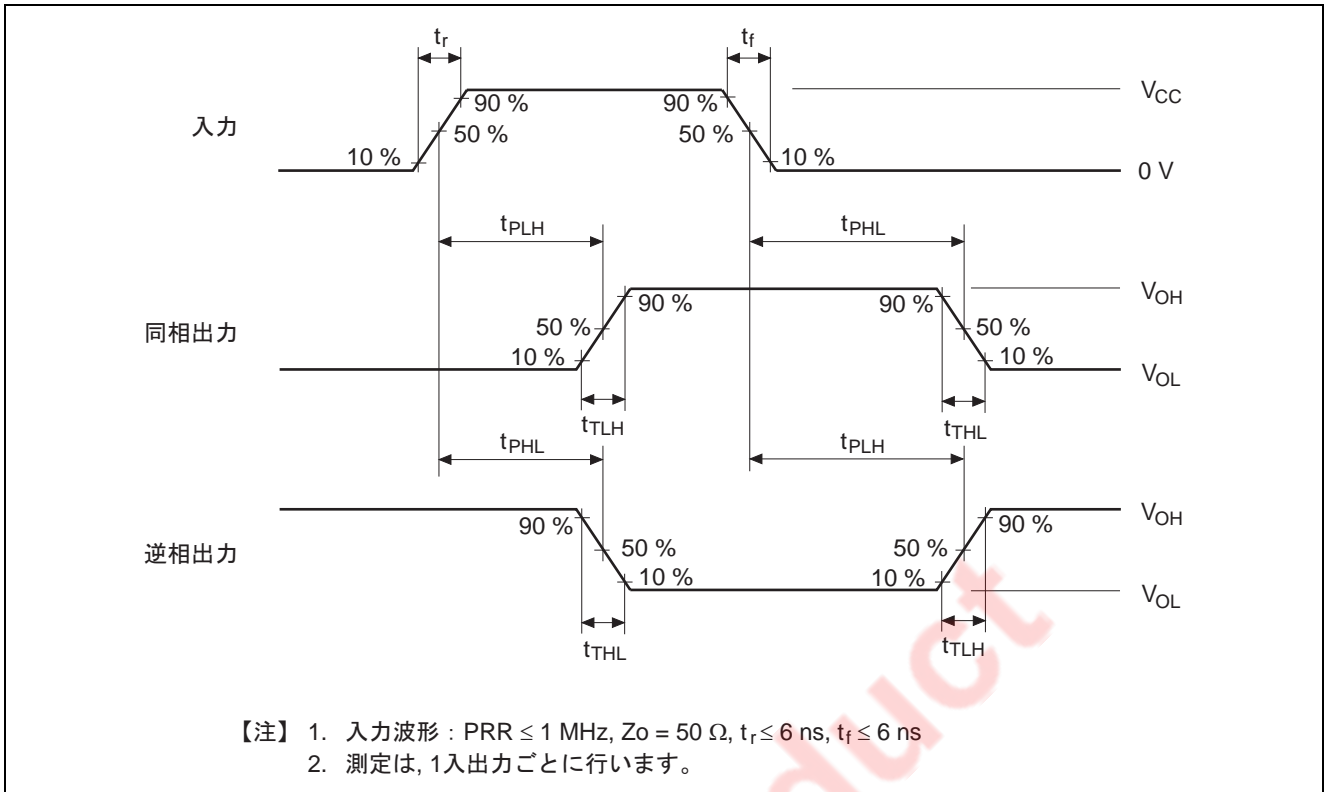 tr
tf
90 %
90 %
VCC
入力
50 %
50 %
10 %
10 %
0 V
tPLH
tPHL
90 %
90 %
VOH
同相出力
50 %
50 %
10 %
10 %
VOL
tTLH
tTHL
tPHL
tPLH
90 %
90 %
VOH
逆相出力
50 %
50 %
10 %
10 %
VOL
tTHL
tTLH
【注】 1. 入力波形：PRR ≤ 1 MHz, Zo = 50 Ω, tr ≤ 6 ns, tf ≤ 6 ns
2. 測定は, 1入出力ごとに行います。
duct